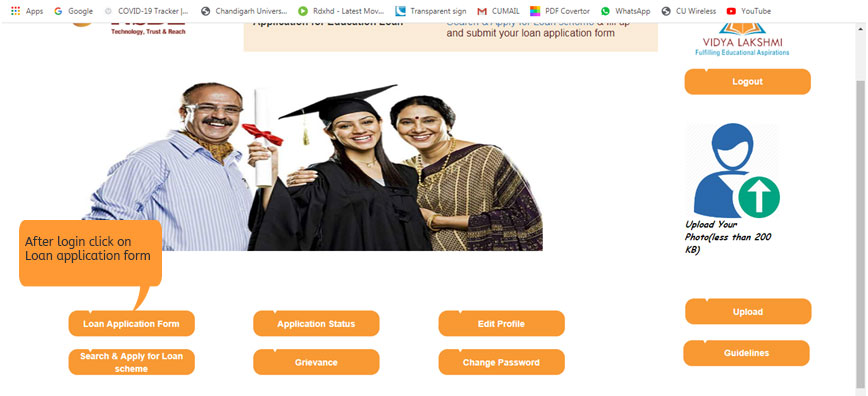 Apps Google COVID-19 Tracker |... Chandigarh Univers... Rdxhd - Latest Mov... Transparent sign CUMAIL PDF Covertor WhatsApp CU Wireless YouTube
Technology, Trust & Reach
Application for Education Loan
Search & Apply for Loan Scheme & fill up
and submit your loan application form
VIDYA LAKSHMI
Fulfilling Educational Aspirations
Logout
Upload Your
Photo(less than 200
KB)
After login click on
Loan application form
Loan Application Form
Application Status
Edit Profile
Upload
Search & Apply for Loan
scheme
Grievance
Change Password
Guidelines